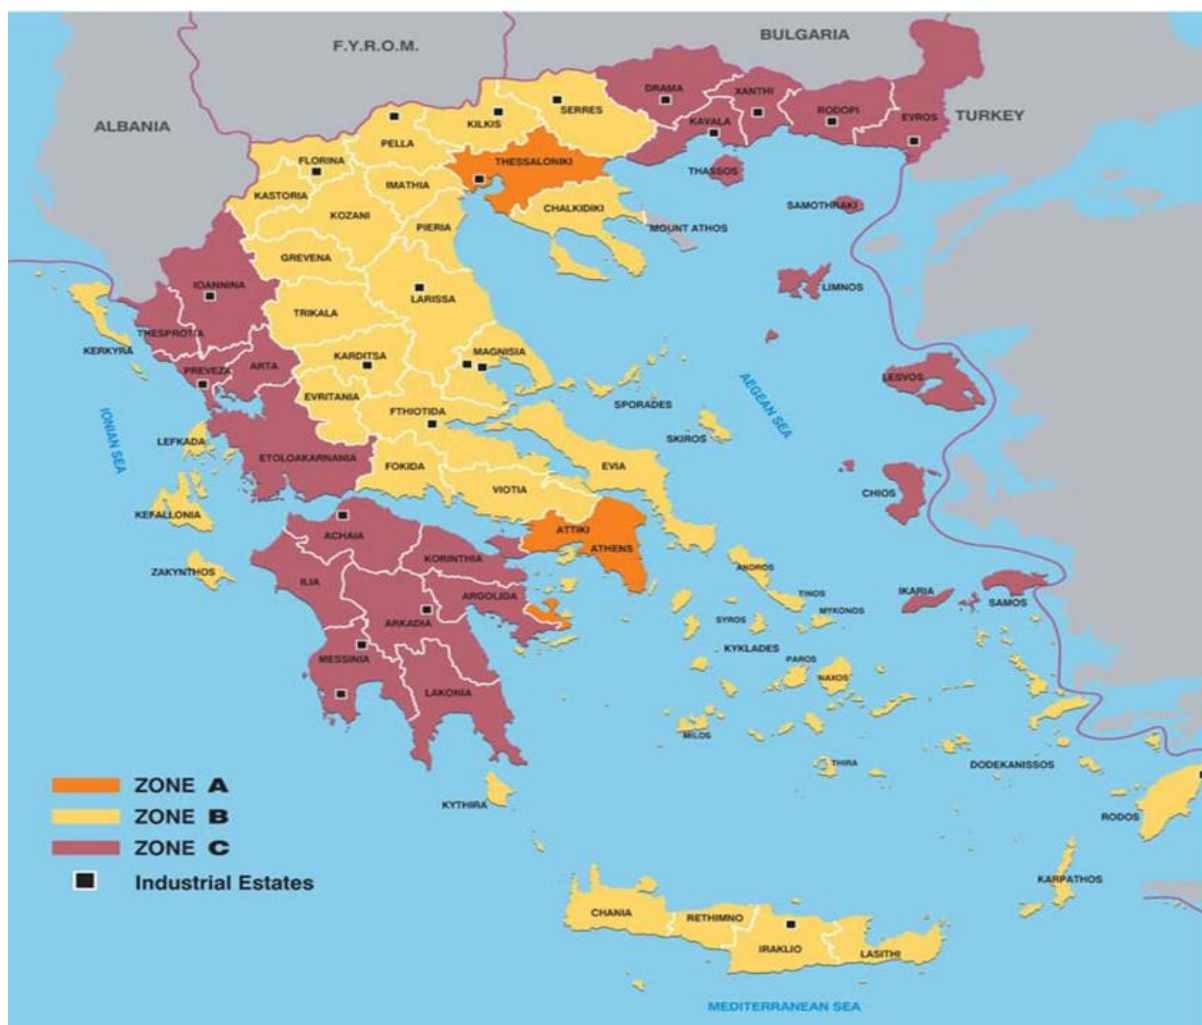 F.Y.R.O.M.
BULGARIA
ALBANIA
TURKEY
DRAMA
XANTHI
SERRES
KILKIS
KAVALA
RODOPI
EVROS
PELLA
FLORINA
THESSALONIKI
THASSOS
IMATHIA
KASTORIA
KOZANI
CHALKIDIKI
SAMOTHRAKI
PIERIA
MOUNT ATHOS
GREVENA
IOANNINA
LARISSA
LIMNOS
TRIKALA
THESPROTIA
KERKYRA
KARDITSA
MAGNISIA
PREVEZA
ARTA
LESVOS
EVRITANIA
SPORADES
AEGEAN SEA
FTHIOTIDA
IONIAN SEA
LEFKADA
SKIROS
ETOLOAKARNANIA
FOKIDA
EVIA
VIOTIA
CHIOS
KEFALLONIA
ATTIKI
ACHAIA
ATHENS
KORINTHIA
ZAKYNTHOS
ANDROS
ILIA
ARGOLIDA
TINOS
IKARIA
SAMOS
MYKONOS
ARKADIA
SYROS
KYKLADES
MESSINIA
PAROS
NAXOS
LAKONIA
MILOS
THIRA
DODEKANISSOS
ZONE A
KYTHIRA
ZONE B
RODOS
ZONE C
Industrial Estates
KARPATHOS
CHANIA
RETHIMNO
IRAKLIO
LASITHI
MEDITERRANEAN SEA